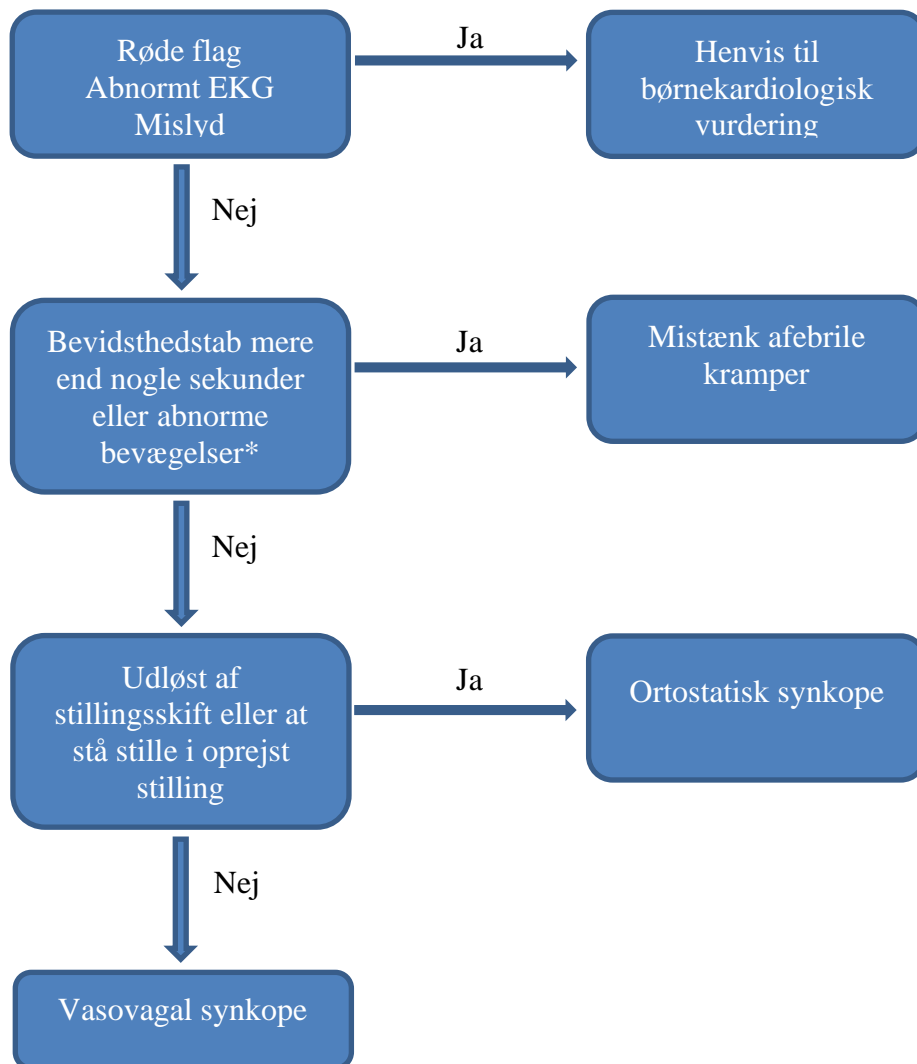 Røde flag
Abnormt EKG
Mislyd
Ja
Henvis til
børnekardiologisk
vurdering
Nej
Bevidsthedstab mere
end nogle sekunder
eller abnorme
bevægelser*
Ja
Mistænk afebrile
kramper
Nej
Udløst af
stillingsskift eller at
stå stille i oprejst
stilling
Ja
Ortostatisk synkope
Nej
Vasovagal synkope